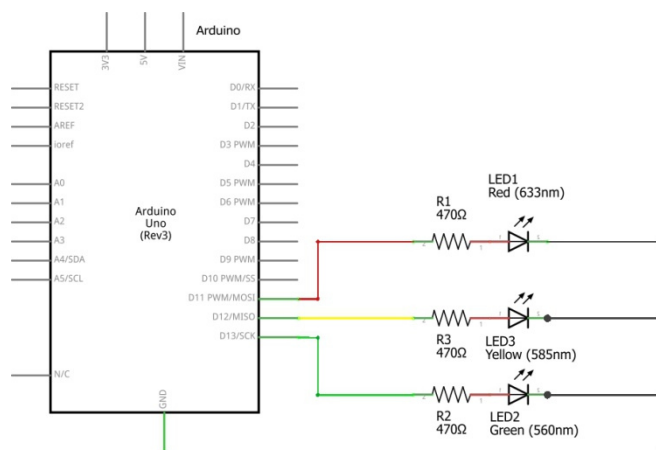 Arduino
3V3
5V
VIN
RESET
RESET2
AREF
ioref
A0
A1
A2
A3
A4/SDA
A5/SCL
N/C
Arduino
Uno
(Rev3)
D0/RX
D1/TX
D2
D3 PWM
D4
D5 PWM
D6 PWM
D7
D8
D9 PWM
D10 PWM/SS
D11 PWM/MOSI
D12/MISO
D13/SCK
GND
R1
470Ω
LED1
Red (633nm)
R3
470Ω
LED3
Yellow (585nm)
R2
470Ω
LED2
Green (560nm)